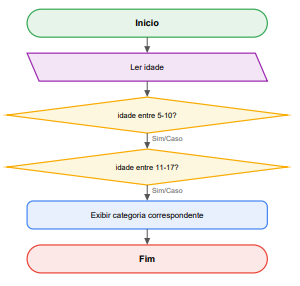 Início
Ler idade
idade entre 5-10?
Sim/Caso
idade entre 11-17?
Sim/Caso
Exibir categoria correspondente
Fim